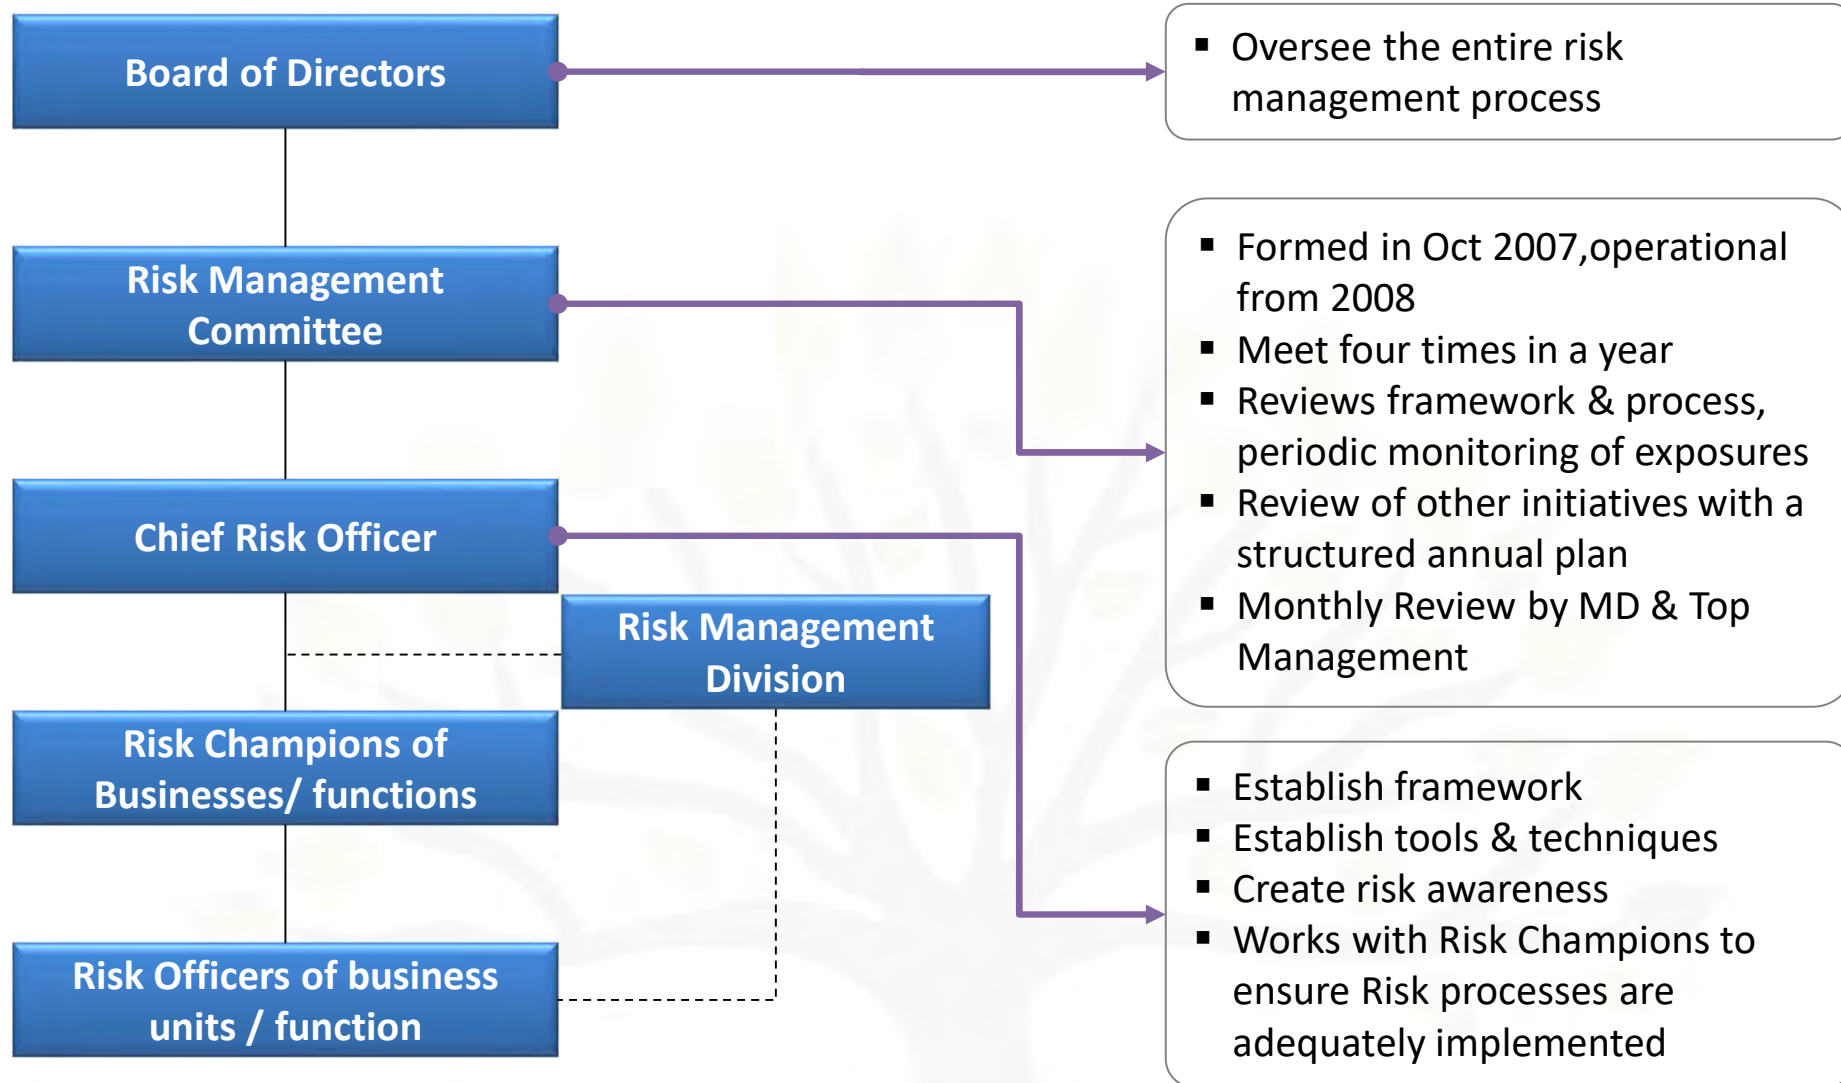 Board of Directors
▪ Oversee the entire risk
management process
Risk Management
Committee
▪ Formed in Oct 2007,operational
from 2008
▪ Meet four times in a year
▪ Reviews framework & process,
periodic monitoring of exposures
▪ Review of other initiatives with a
structured annual plan
▪ Monthly Review by MD & Top
Management
Chief Risk Officer
Risk Management
Division
▪ Establish framework
▪ Establish tools & techniques
▪ Create risk awareness
▪ Works with Risk Champions to
ensure Risk processes are
adequately implemented
Risk Champions of
Businesses/ functions
Risk Officers of business
units / function